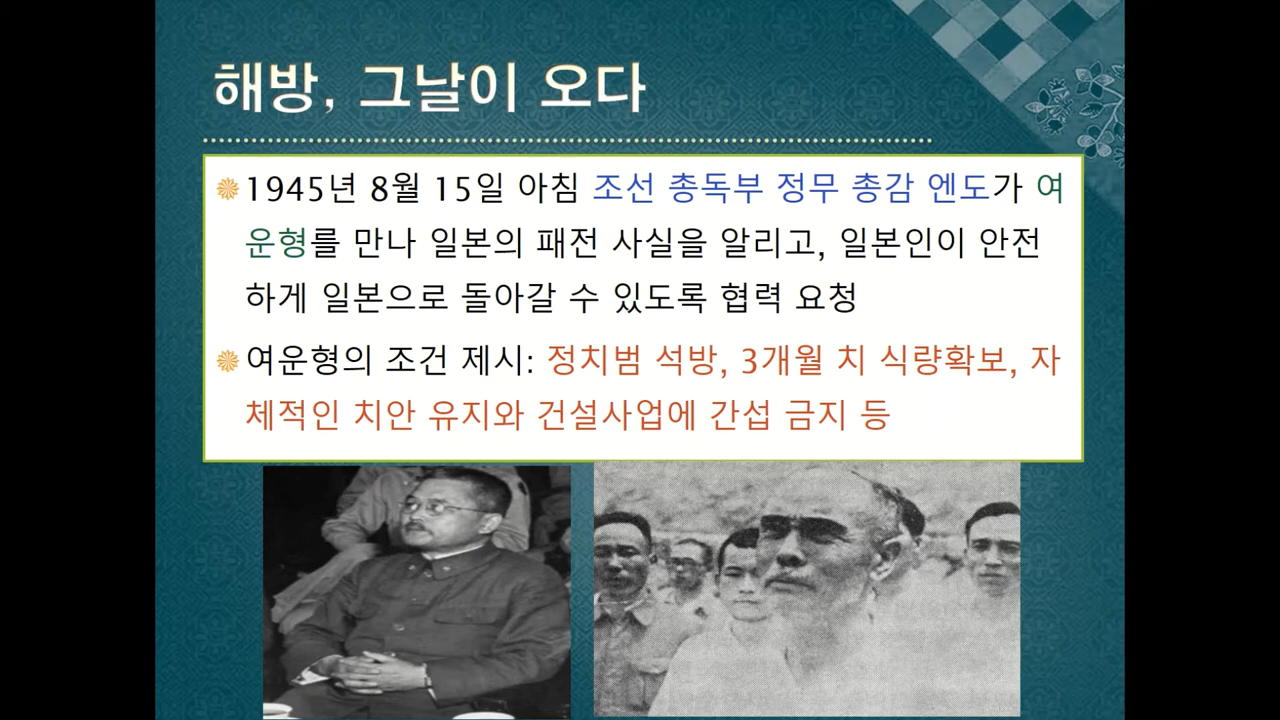 해방, 그날이 오다
1945년 8월 15일 아침 조선 총독부 정무 총감 엔도가 여
운형를 만나 일본의 패전 사실을 알리고, 일본인이 안전
하게 일본으로 돌아갈 수 있도록 협력 요청
여운형의 조건 제시: 정치범 석방, 3개월 치 식량확보, 자
체적인 치안 유지와 건설사업에 간섭 금지 등